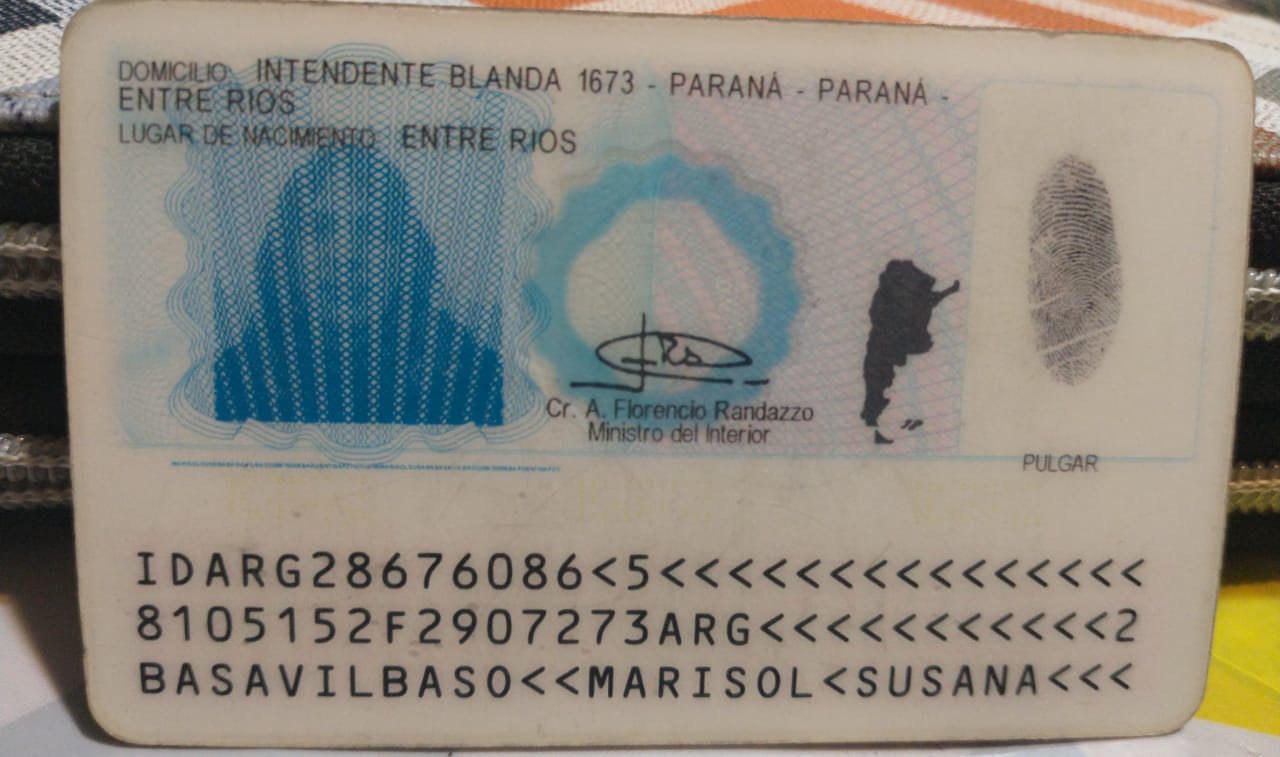 DOMICILIO: INTENDENTE BLANDA 1673 - PARANÁ - PARANÁ -
ENTRE RIOS
LUGAR DE NACIMIENTO: ENTRE RIOS
Cr. A. Florencio Randazzo
Ministro del Interior
PULGAR
IDARG28676086<5<<<<<<<<<<<<<<<
8105152F2907273ARG<<<<<<<<<<<2
BASAVILBASO<<MARISOL<SUSANA<<<